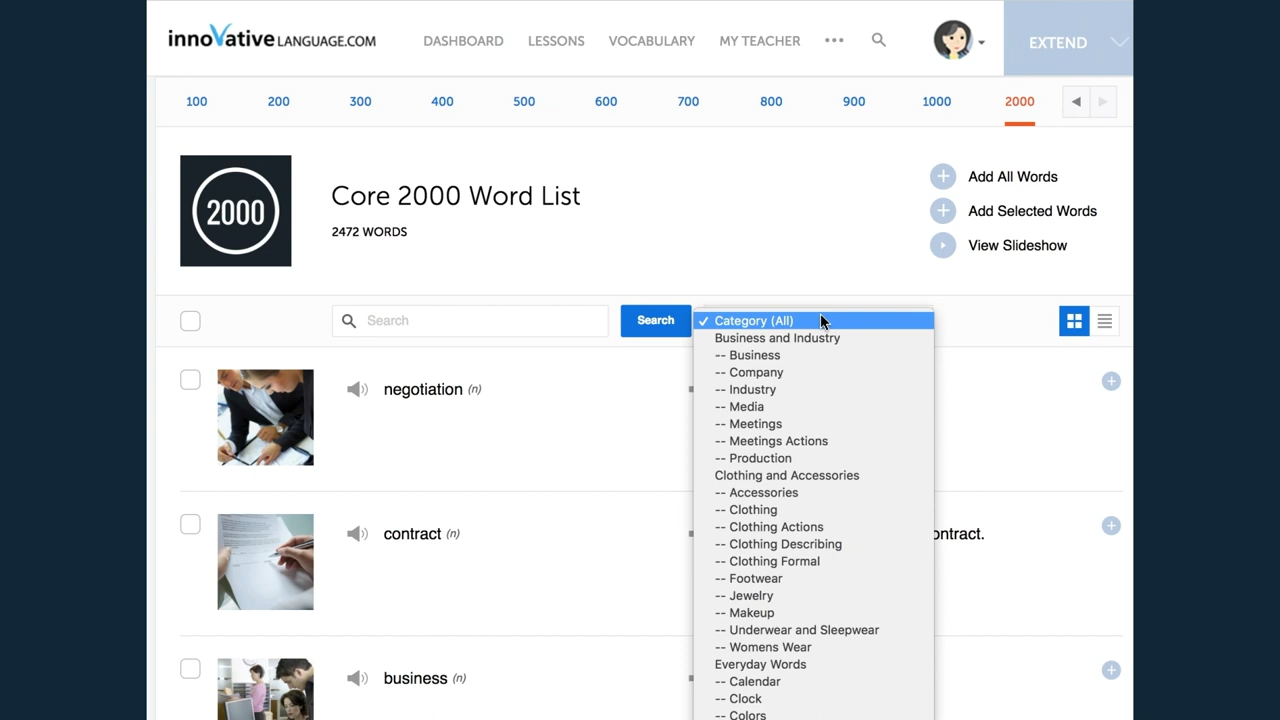 innoVative LANGUAGE.COM
DASHBOARD LESSONS VOCABULARY MY TEACHER EXTEND
100 200 300 400 500 600 700 800 900 1000 2000
2000
Core 2000 Word List
2472 WORDS
Add All Words
Add Selected Words
View Slideshow
Search Search
✓ Category (All)
Business and Industry
-- Business
-- Company
-- Industry
-- Media
-- Meetings
-- Meetings Actions
-- Production
Clothing and Accessories
-- Accessories
-- Clothing
-- Clothing Actions
-- Clothing Describing
-- Clothing Formal
-- Footwear
-- Jewelry
-- Makeup
-- Underwear and Sleepwear
-- Womens Wear
Everyday Words
-- Calendar
-- Clock
-- Colors
negotiation (n)
contract (n)
ontract.
business (n)